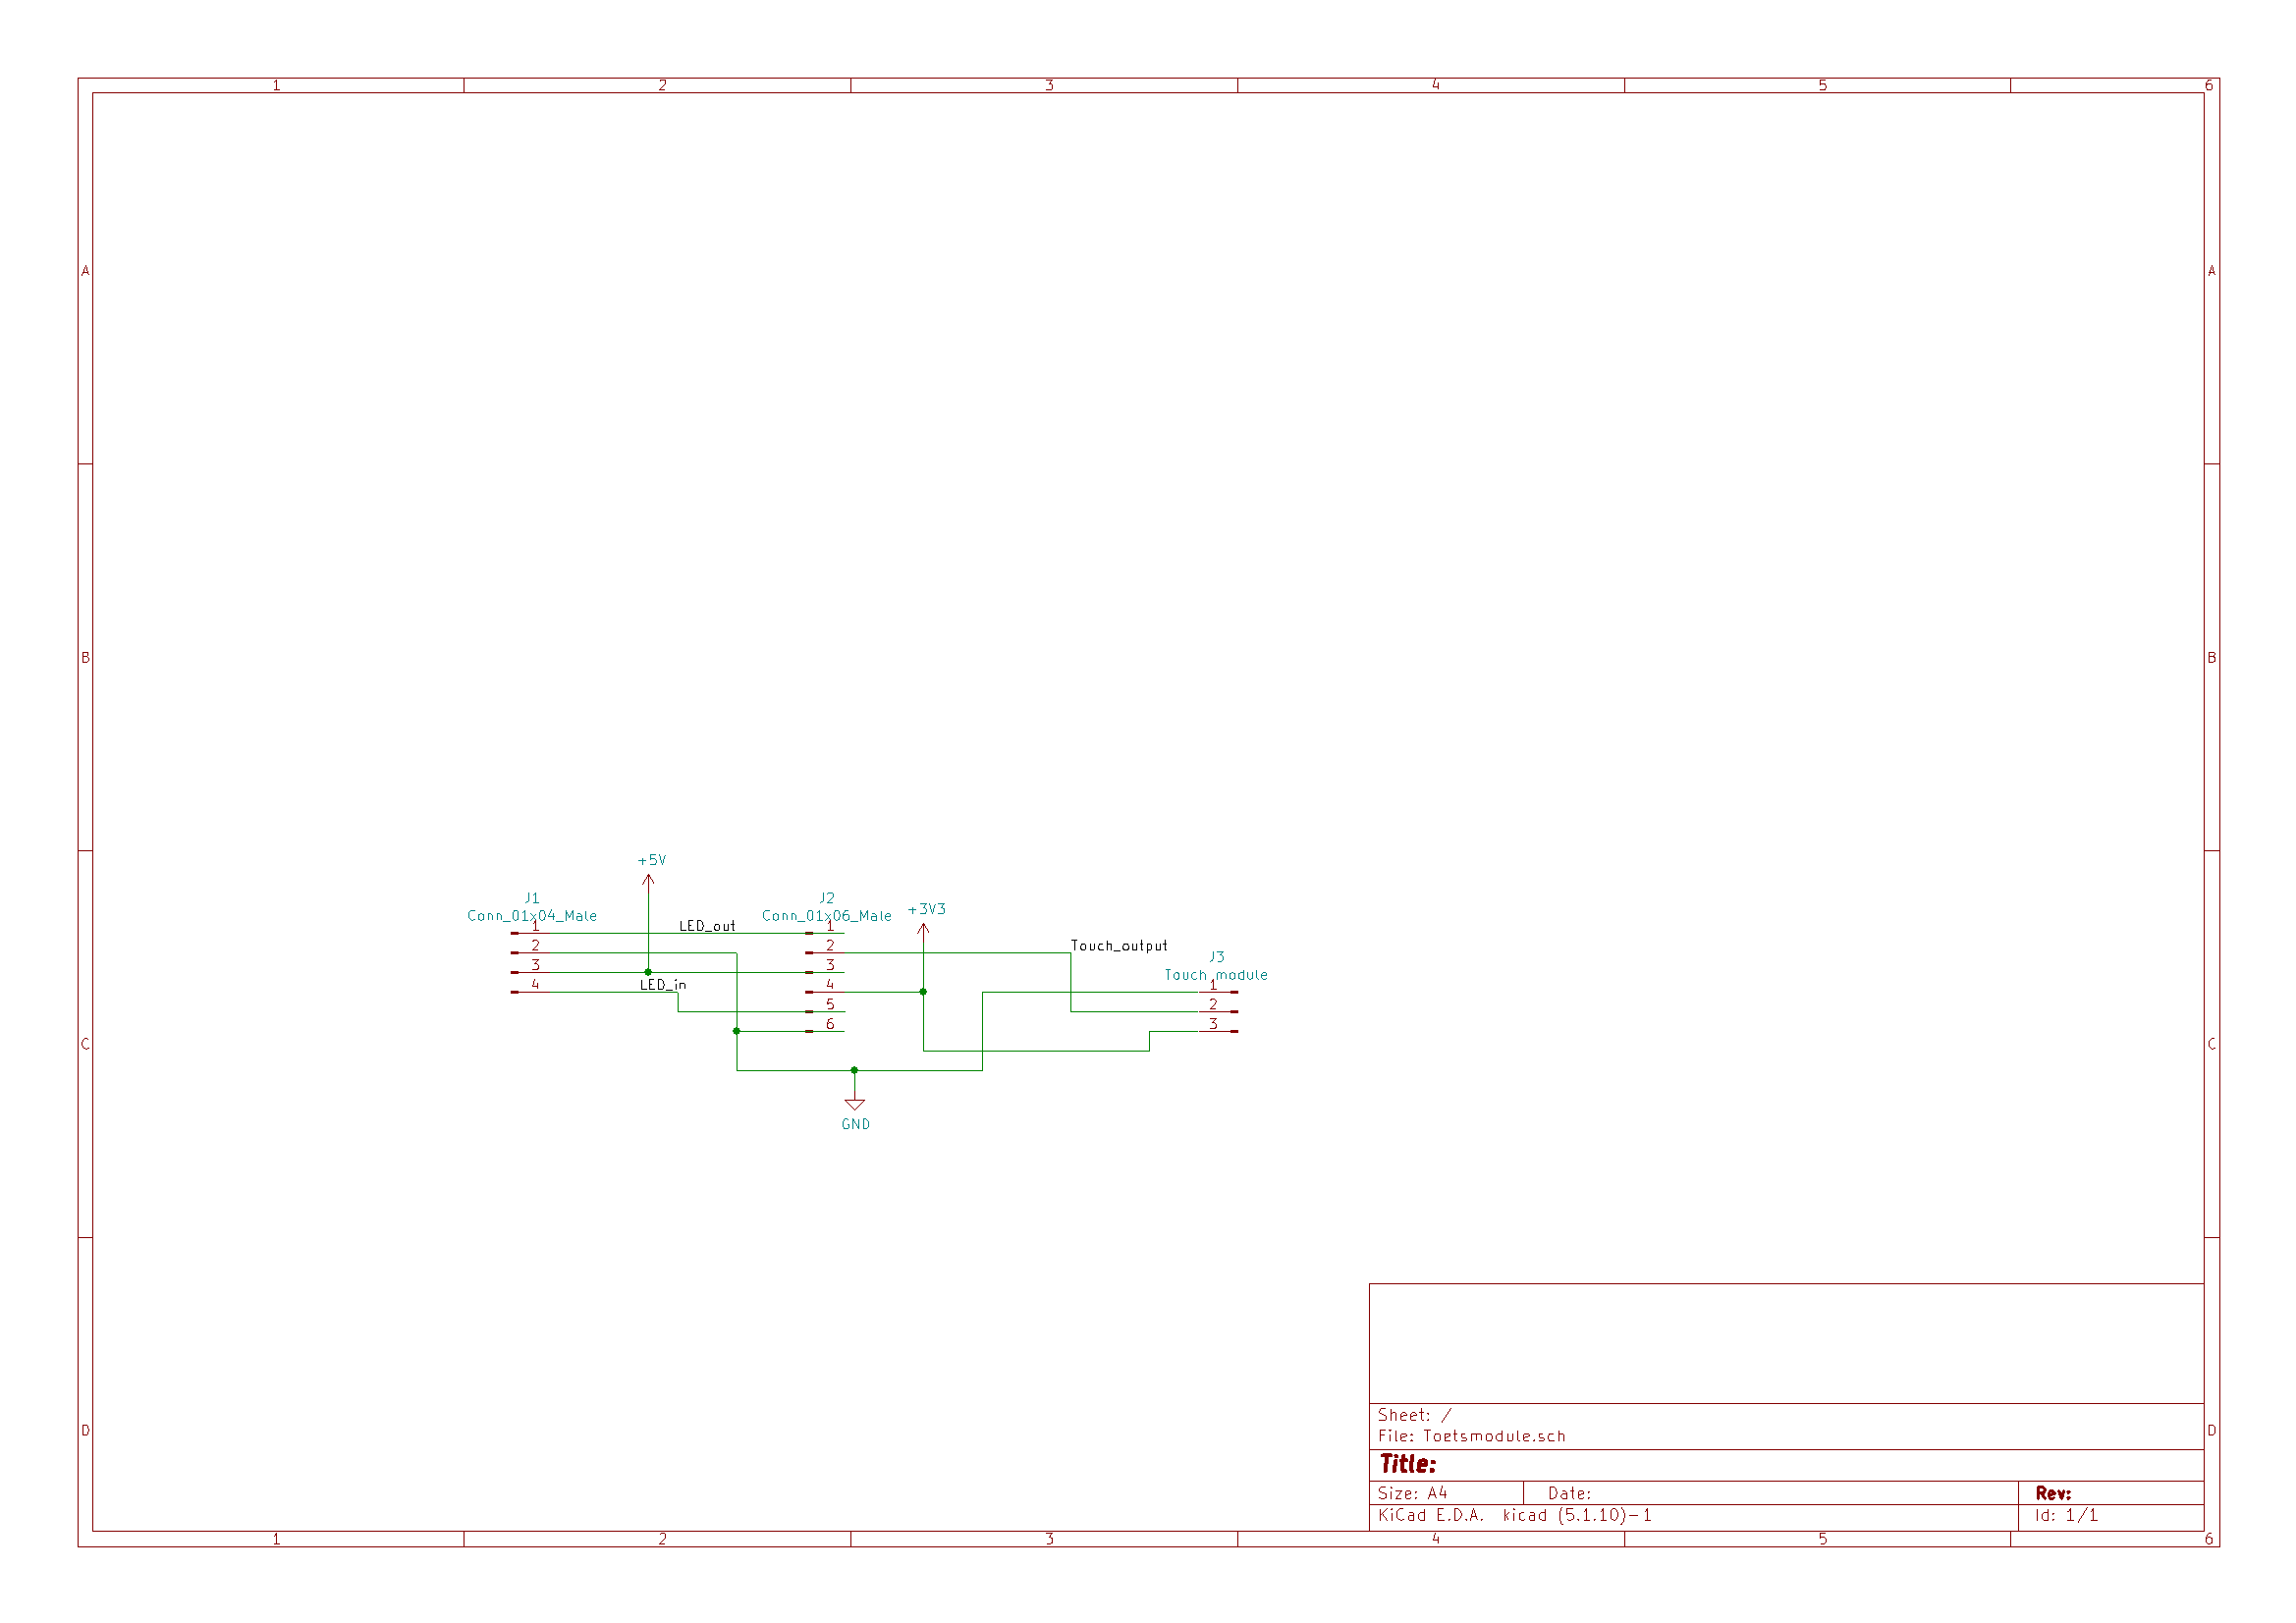 1 2 3 4 5 6
A A
B B
+5V
J1 J2
Conn_01x04_Male Conn_01x06_Male +3V3
1 LED_out 1
2 2 Touch_output
3 3 J3
Touch_module
4 LED_in 4 1
5 2
6 3
C C
GND
Sheet: /
File: Toetsmodule.sch
D D
Title:
Size: A4 Date: Rev:
KiCad E.D.A. kicad (5.1.10)-1 Id: 1/1
1 2 3 4 5 6